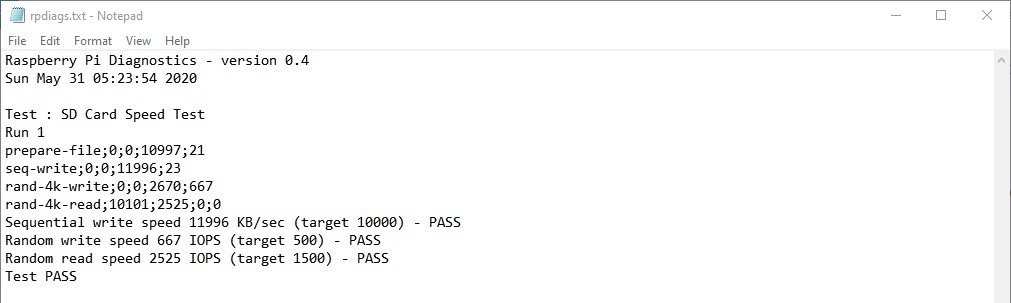 rpdiags.txt - Notepad
File Edit Format View Help
Raspberry Pi Diagnostics - version 0.4
Sun May 31 05:23:54 2020
Test : SD Card Speed Test
Run 1
prepare-file;0;0;10997;21
seq-write;0;0;11996;23
rand-4k-write;0;0;2670;667
rand-4k-read;10101;2525;0;0
Sequential write speed 11996 KB/sec (target 10000) - PASS
Random write speed 667 IOPS (target 500) - PASS
Random read speed 2525 IOPS (target 1500) - PASS
Test PASS